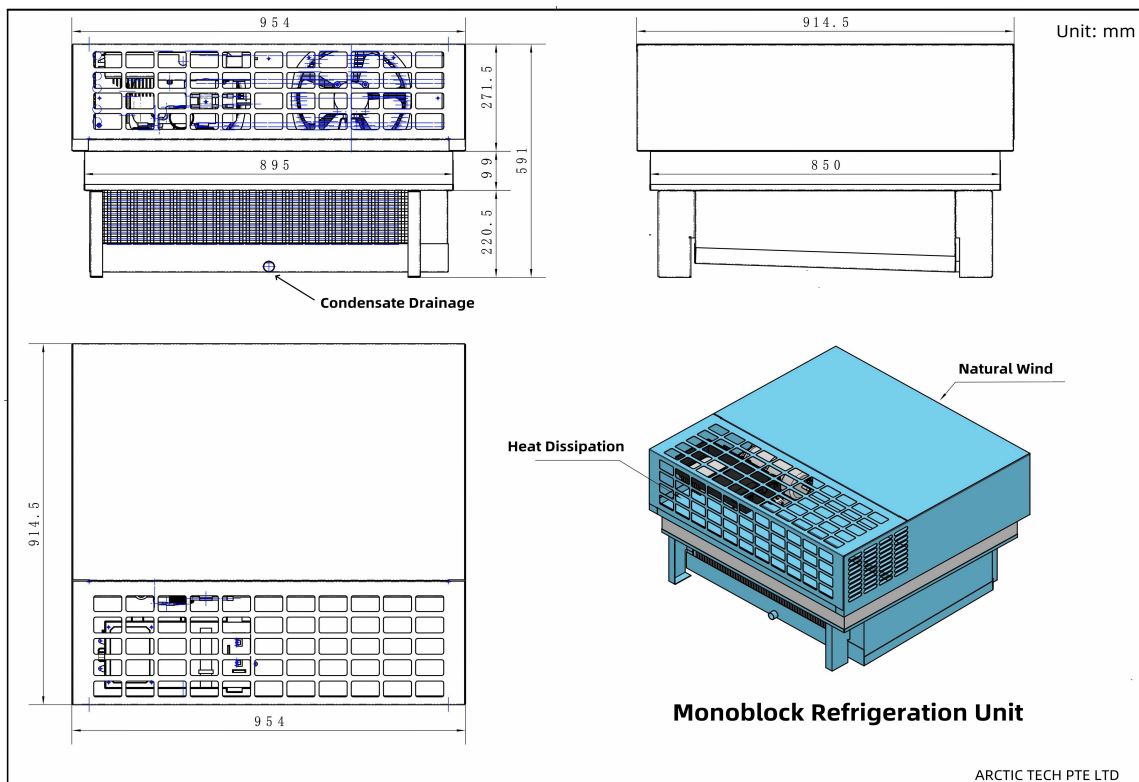 954
914.5
Unit: mm
271.5
591
895
99
850
220.5
Condensate Drainage
Natural Wind
Heat Dissipation
914.5
954
Monoblock Refrigeration Unit
ARCTIC TECH PTE LTD